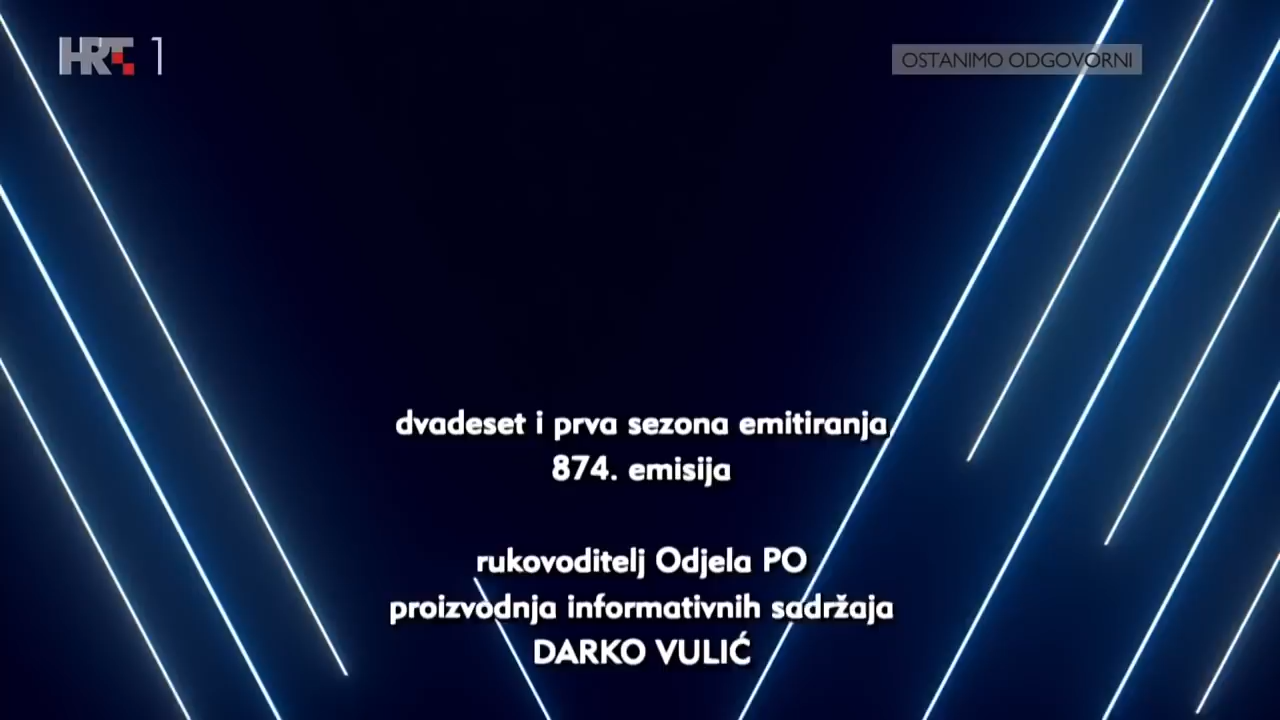 HRT 1
OSTANIMO ODGOVORNI
dvadeset i prva sezona emitiranja,
874. emisija
rukovoditelj Odjela PO
proizvodnja informativnih sadržaja
DARKO VULIĆ